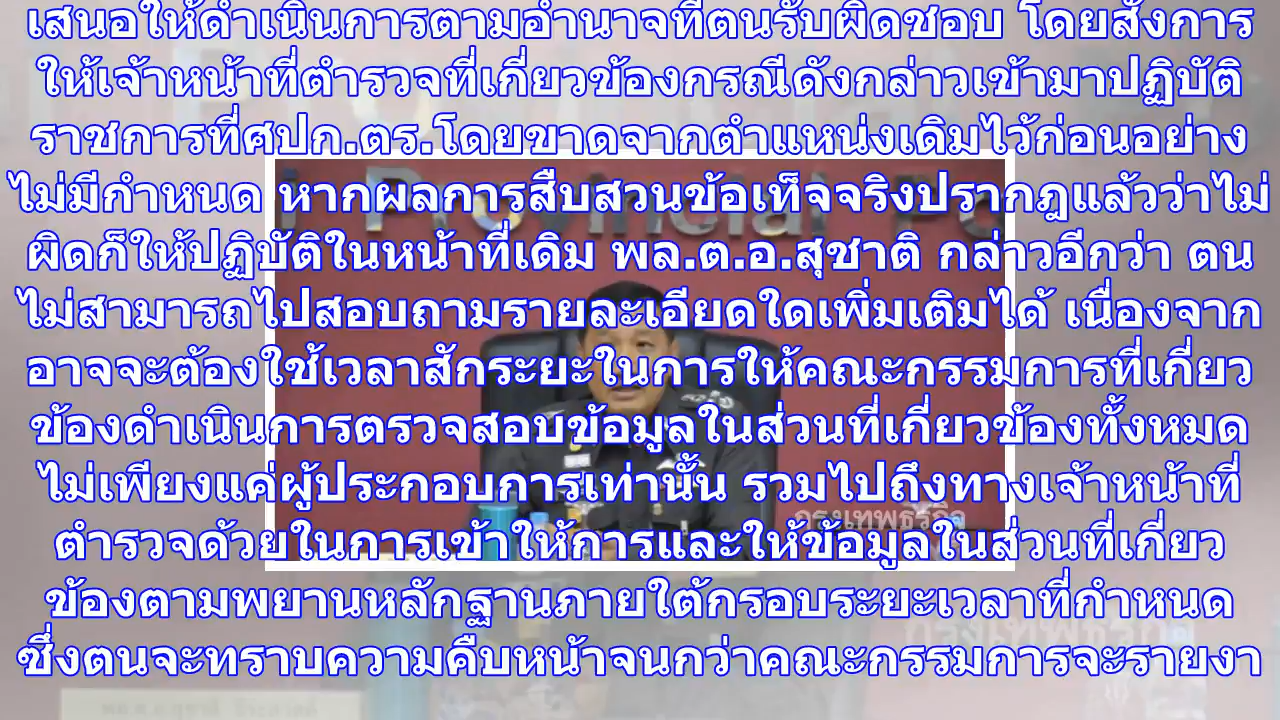 เสนอให้ดำเนินการตามอำนาจที่ตนรับผิดชอบ โดยสั่งการ
ให้เจ้าหน้าที่ตำรวจที่เกี่ยวข้องกรณีดังกล่าวเข้ามาปฏิบัติ
ราชการที่ศปก.ตร.โดยขาดจากตำแหน่งเดิมไว้ก่อนอย่าง
ไม่มีกำหนด หากผลการสืบสวนข้อเท็จจริงปรากฎแล้วว่าไม่
ผิดก็ให้ปฏิบัติในหน้าที่เดิม พล.ต.อ.สุชาติ กล่าวอีกว่า ตน
ไม่สามารถไปสอบถามรายละเอียดใดเพิ่มเติมได้ เนื่องจาก
อาจจะต้องใช้เวลาสักระยะในการให้คณะกรรมการที่เกี่ยว
ข้องดำเนินการตรวจสอบข้อมูลในส่วนที่เกี่ยวข้องทั้งหมด
ไม่เพียงแค่ผู้ประกอบการเท่านั้น รวมไปถึงทางเจ้าหน้าที่
ตำรวจด้วยในการเข้าให้การและให้ข้อมูลในส่วนที่เกี่ยว
ข้องตามพยานหลักฐานภายใต้กรอบระยะเวลาที่กำหนด
ซึ่งตนจะทราบความคืบหน้าจนกว่าคณะกรรมการจะรายงา
Provincial Po
กรุงเทพธุรกิจ